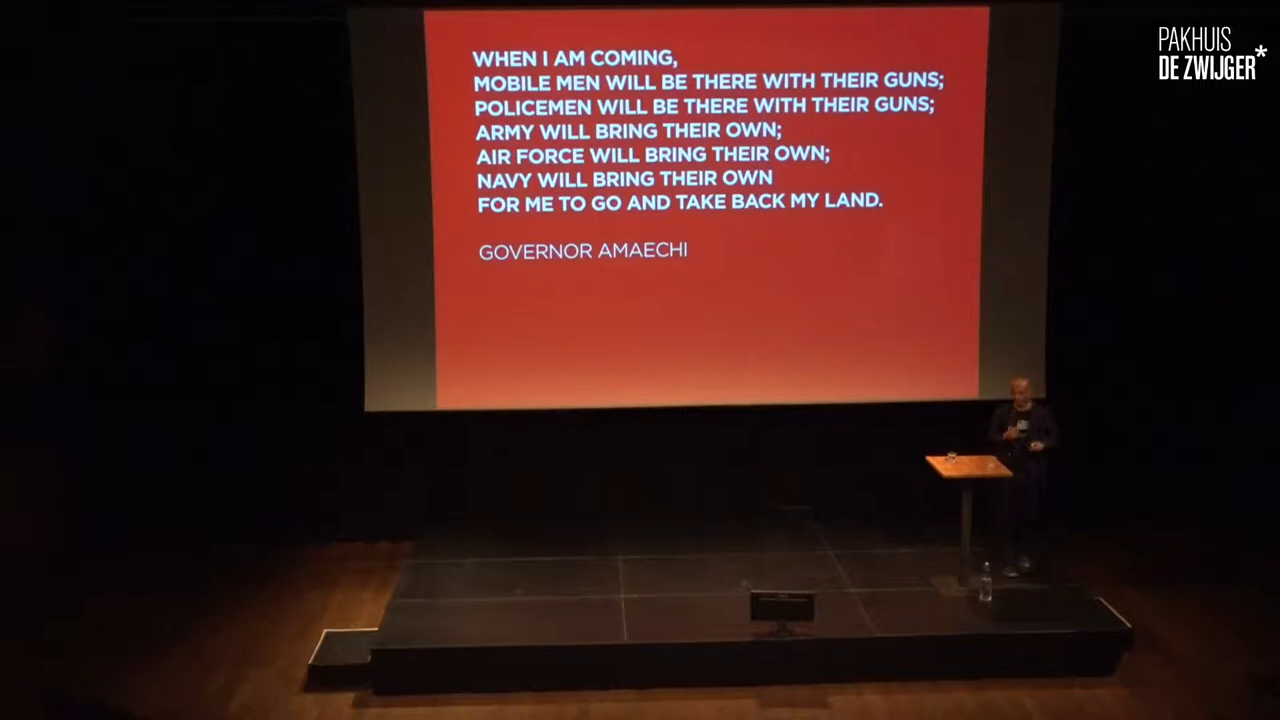 WHEN I AM COMING,
MOBILE MEN WILL BE THERE WITH THEIR GUNS;
POLICEMEN WILL BE THERE WITH THEIR GUNS;
ARMY WILL BRING THEIR OWN;
AIR FORCE WILL BRING THEIR OWN;
NAVY WILL BRING THEIR OWN
FOR ME TO GO AND TAKE BACK MY LAND.
GOVERNOR AMAECHI
PAKHUIS
DE ZWIJGER*